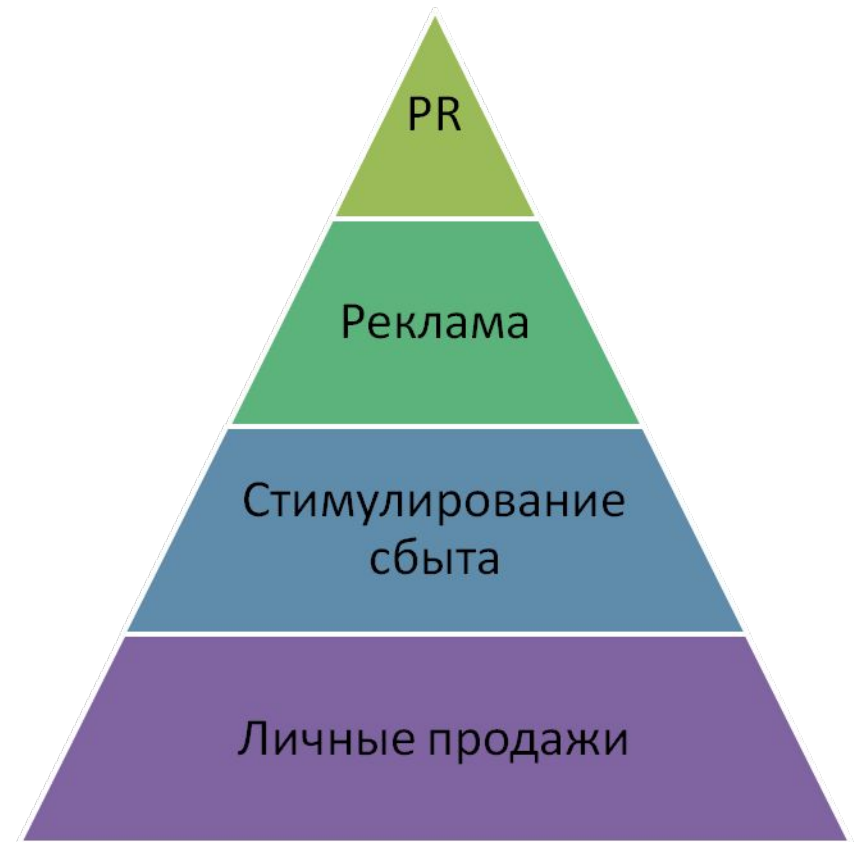 PR
Реклама
Стимулирование
сбыта
Личные продажи